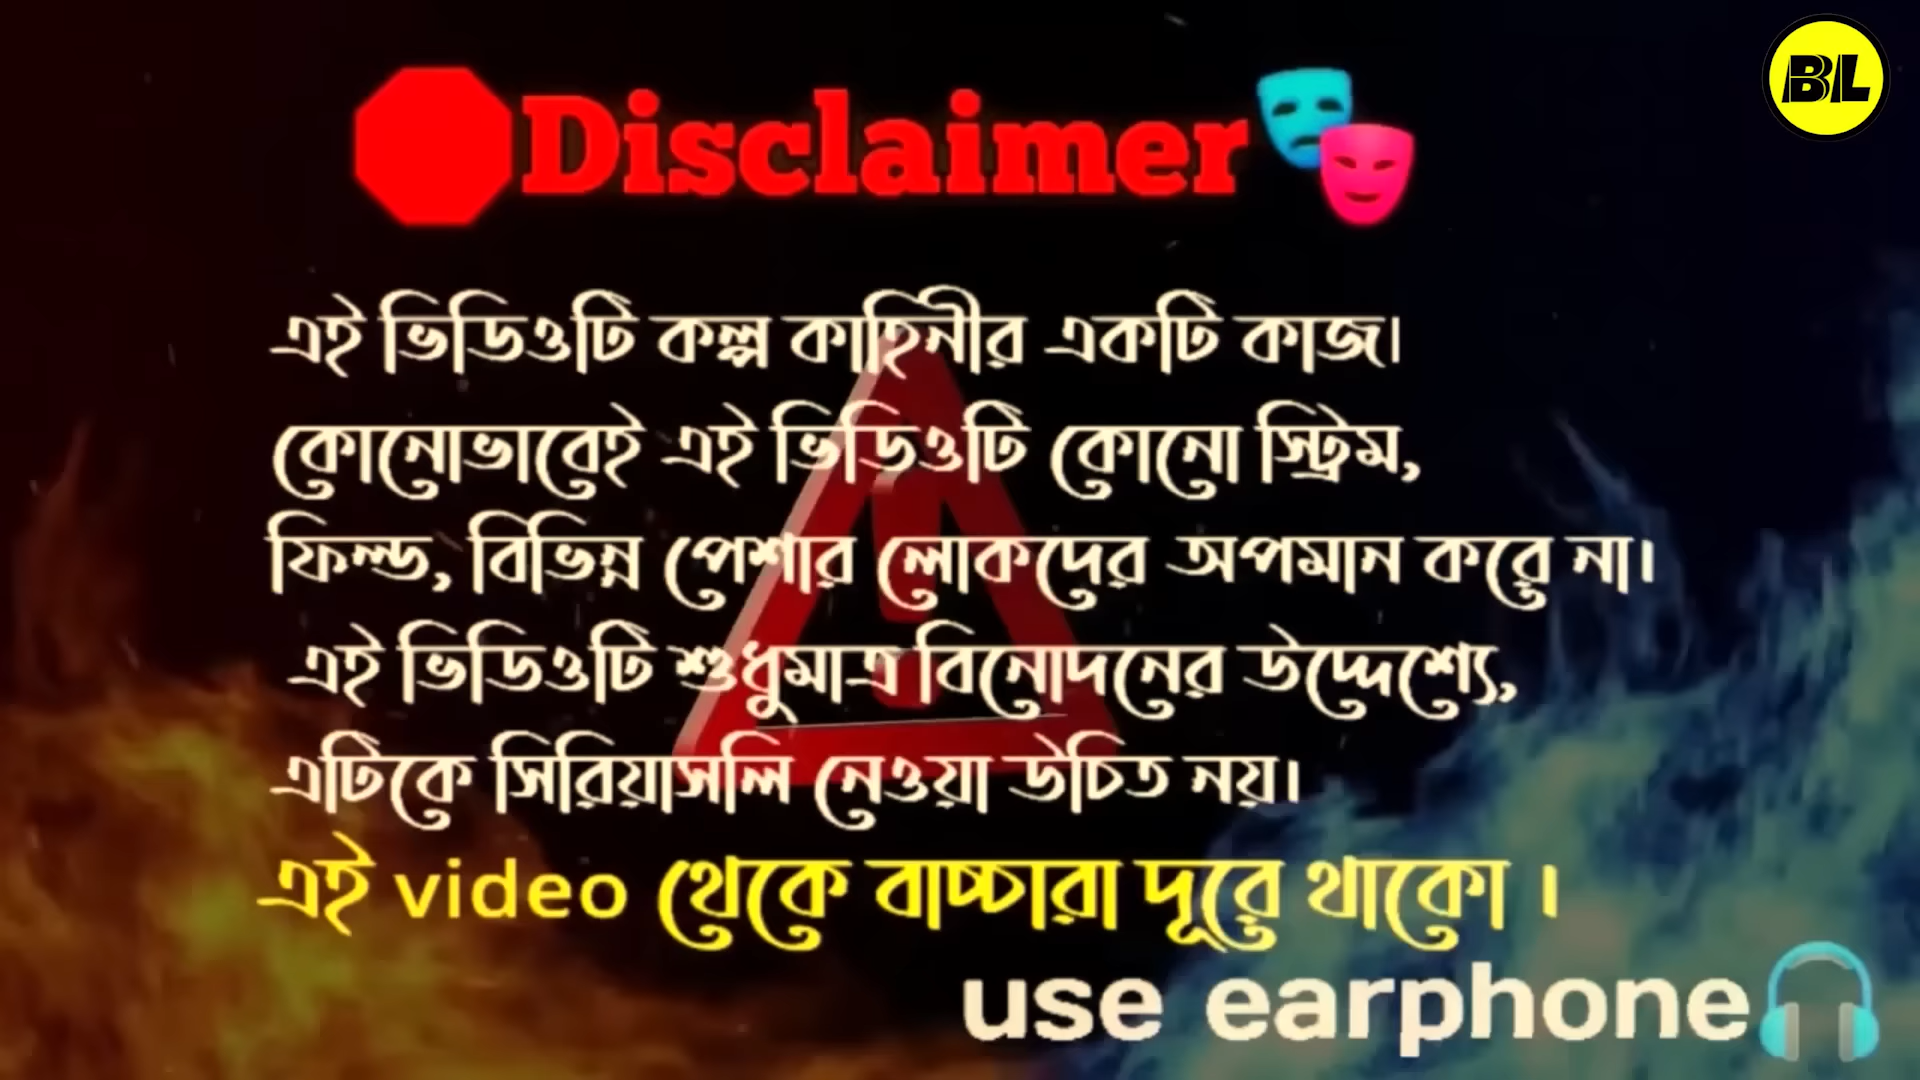 BL
Disclaimer
এই ভিডিওটি কল্প কাহিনীর একটি কাজ।
কোনোভাবেই এই ভিডিওটি কোনো স্ট্রিম,
ফিল্ড, বিভিন্ন পেশার লোকদের অপমান করে না।
এই ভিডিওটি শুধুমাত্র বিনোদনের উদ্দেশ্যে,
এটিকে সিরিয়াসলি নেওয়া উচিত নয়।
এই video থেকে বাচ্চারা দূরে থাকো ।
use earphone